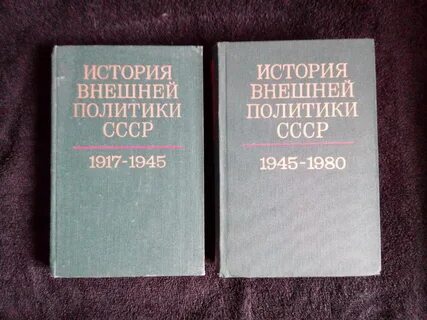 ИСТОРИЯ
ВНЕШНЕЙ
ПОЛИТИКИ
СССР
1917-1945
ИСТОРИЯ
ВНЕШНЕЙ
ПОЛИТИКИ
СССР
1945-1980